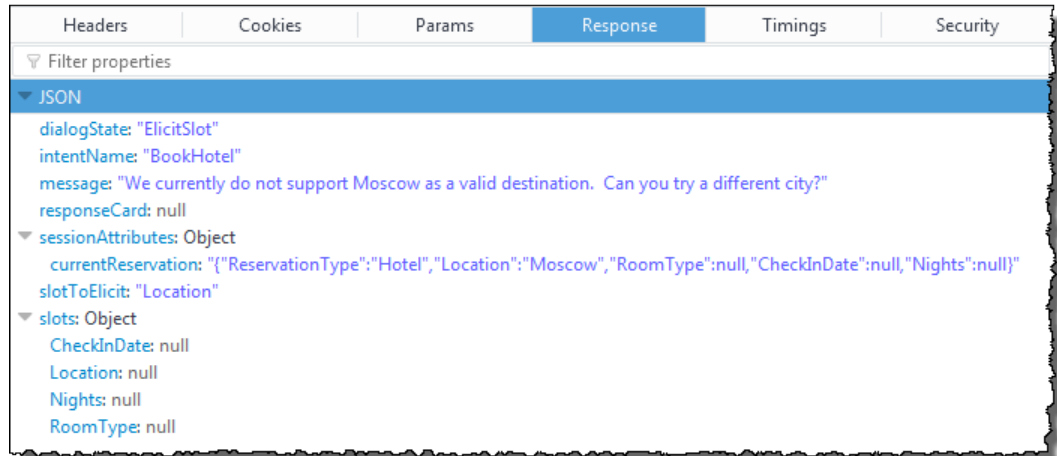 Headers Cookies Params Response Timings Security
Filter properties
JSON
dialogState: "ElicitSlot"
intentName: "BookHotel"
message: "We currently do not support Moscow as a valid destination.  Can you try a different city?"
responseCard: null
sessionAttributes: Object
currentReservation: "{"ReservationType":"Hotel","Location":"Moscow","RoomType":null,"CheckInDate":null,"Nights":null}"
slotToElicit: "Location"
slots: Object
CheckInDate: null
Location: null
Nights: null
RoomType: null